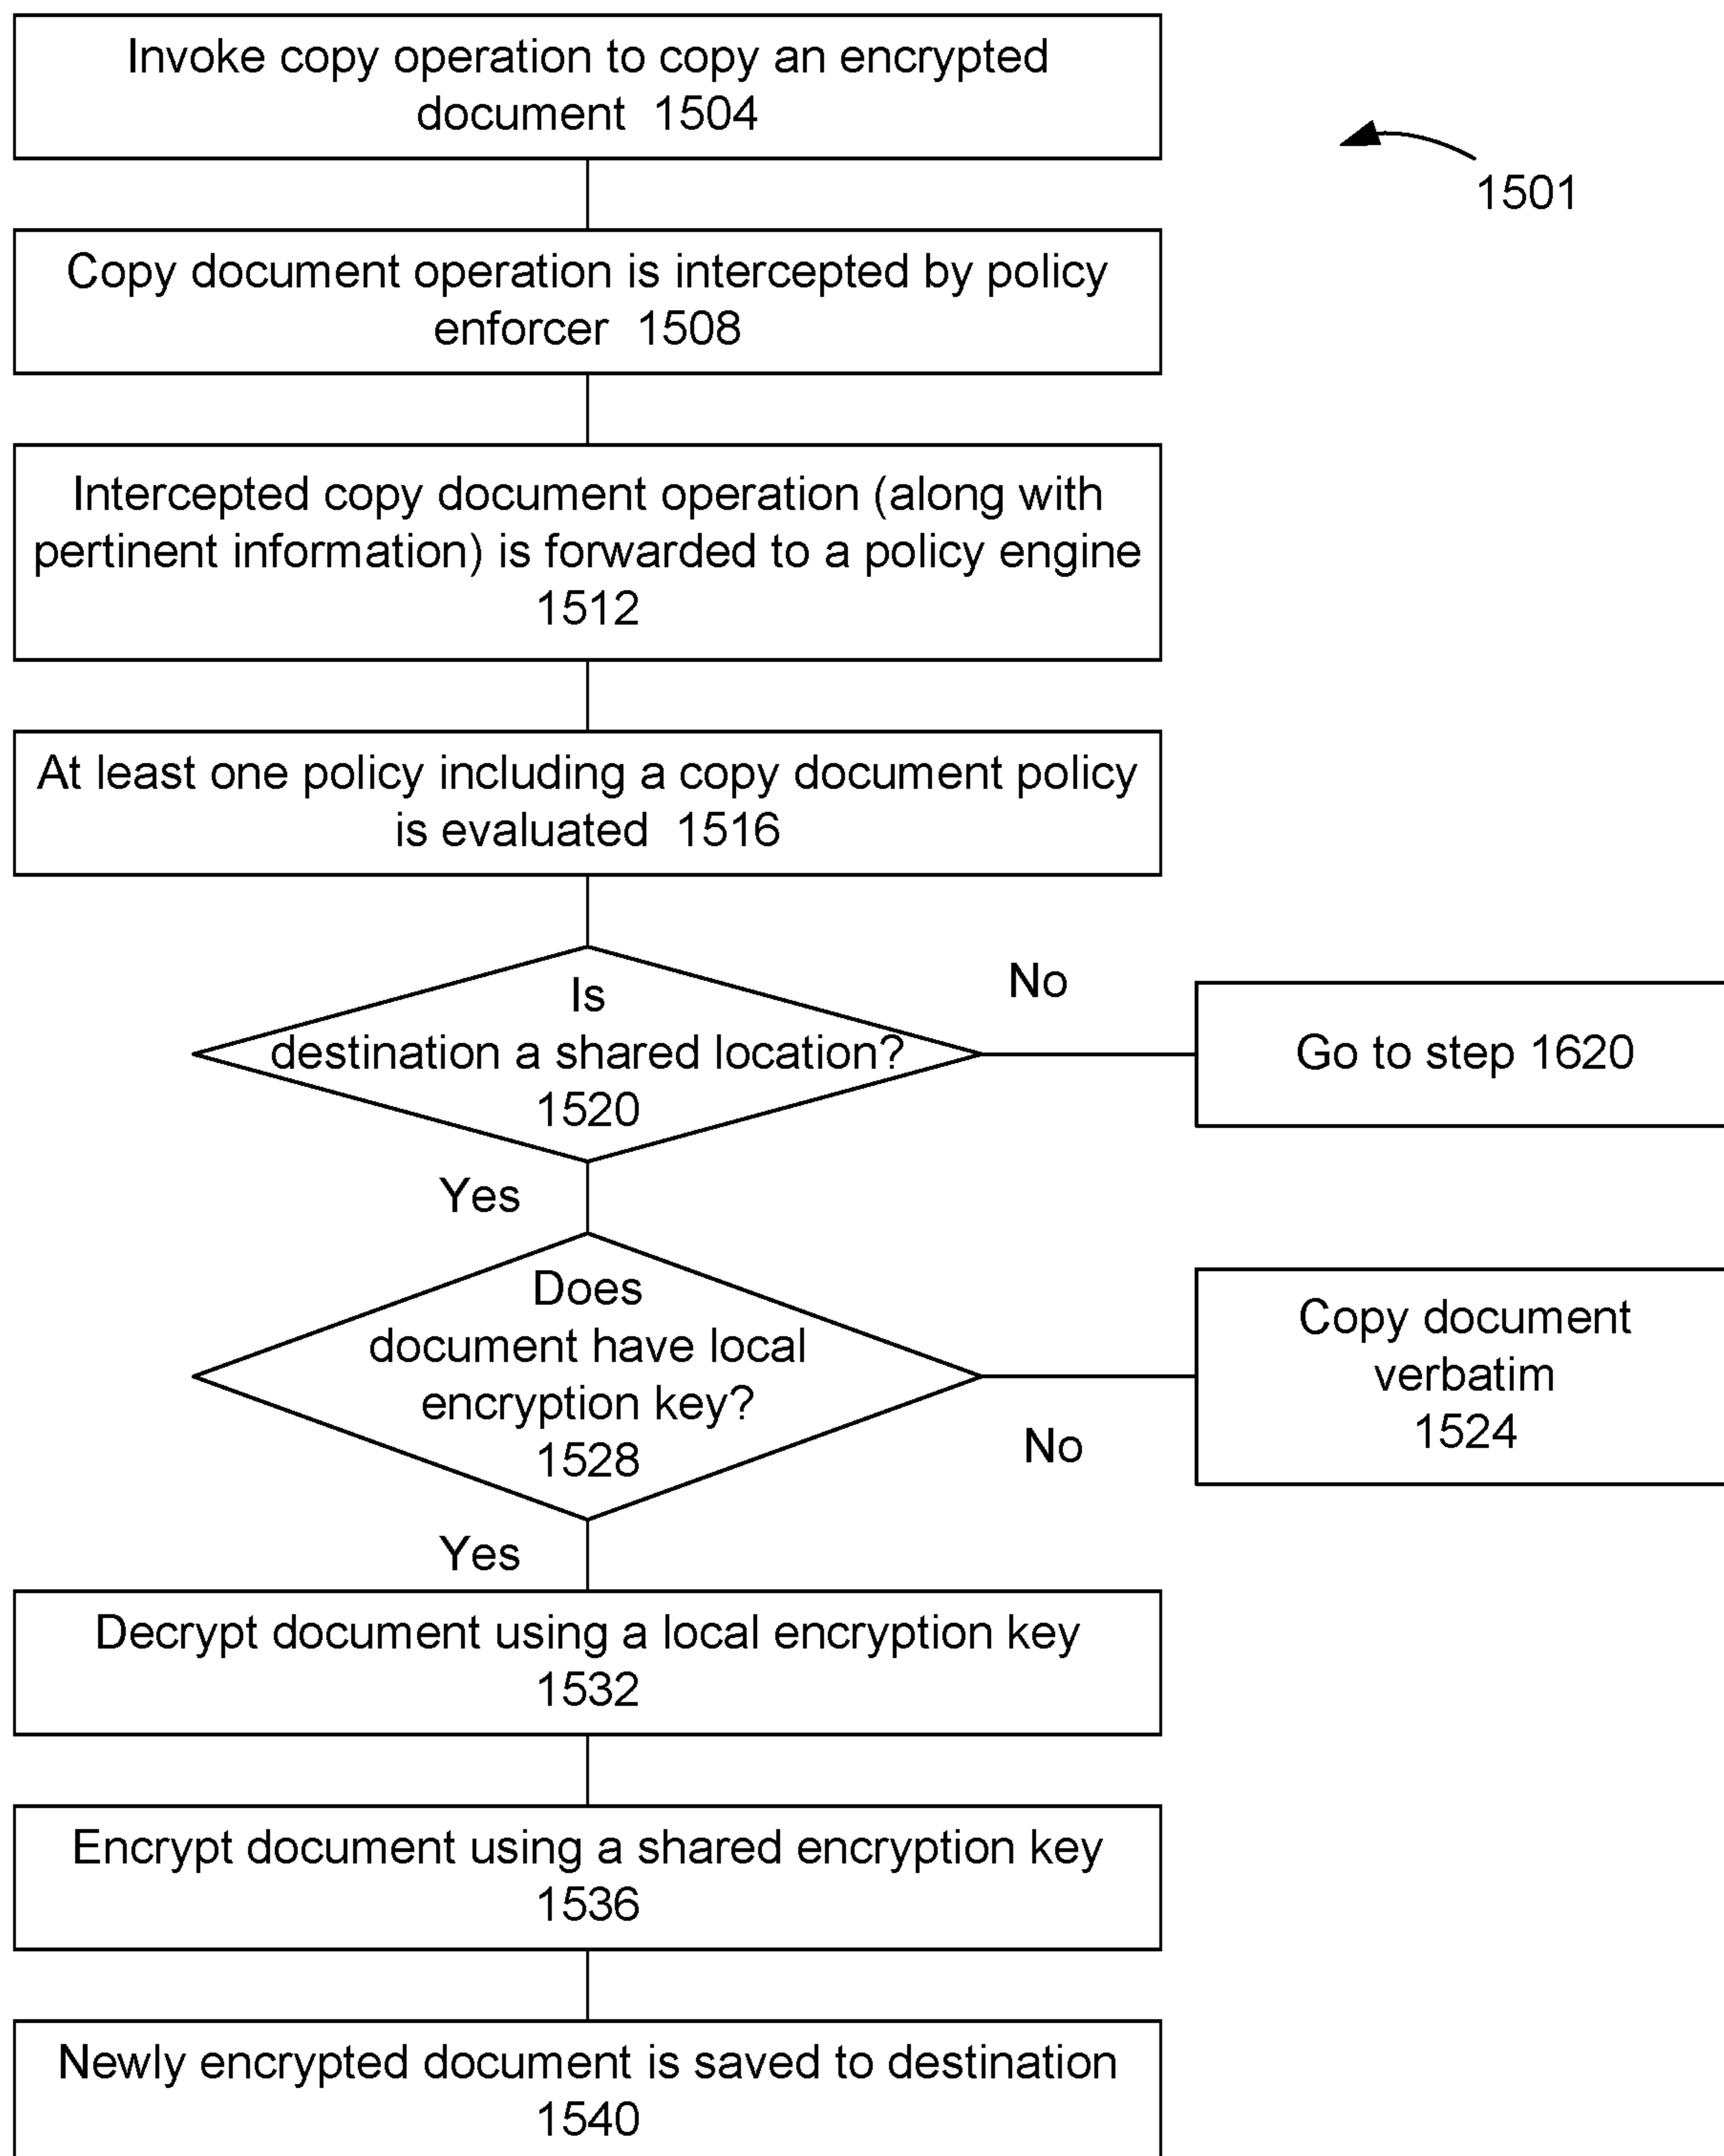 Invoke copy operation to copy an encrypted
document 1504
1501
Copy document operation is intercepted by policy
enforcer 1508
Intercepted copy document operation (along with
pertinent information) is forwarded to a policy engine
1512
At least one policy including a copy document policy
is evaluated 1516
Is
destination a shared location?
1520
No
Go to step 1620
Yes
Does
document have local
encryption key?
1528
No
Copy document
verbatim
1524
Yes
Decrypt document using a local encryption key
1532
Encrypt document using a shared encryption key
1536
Newly encrypted document is saved to destination
1540